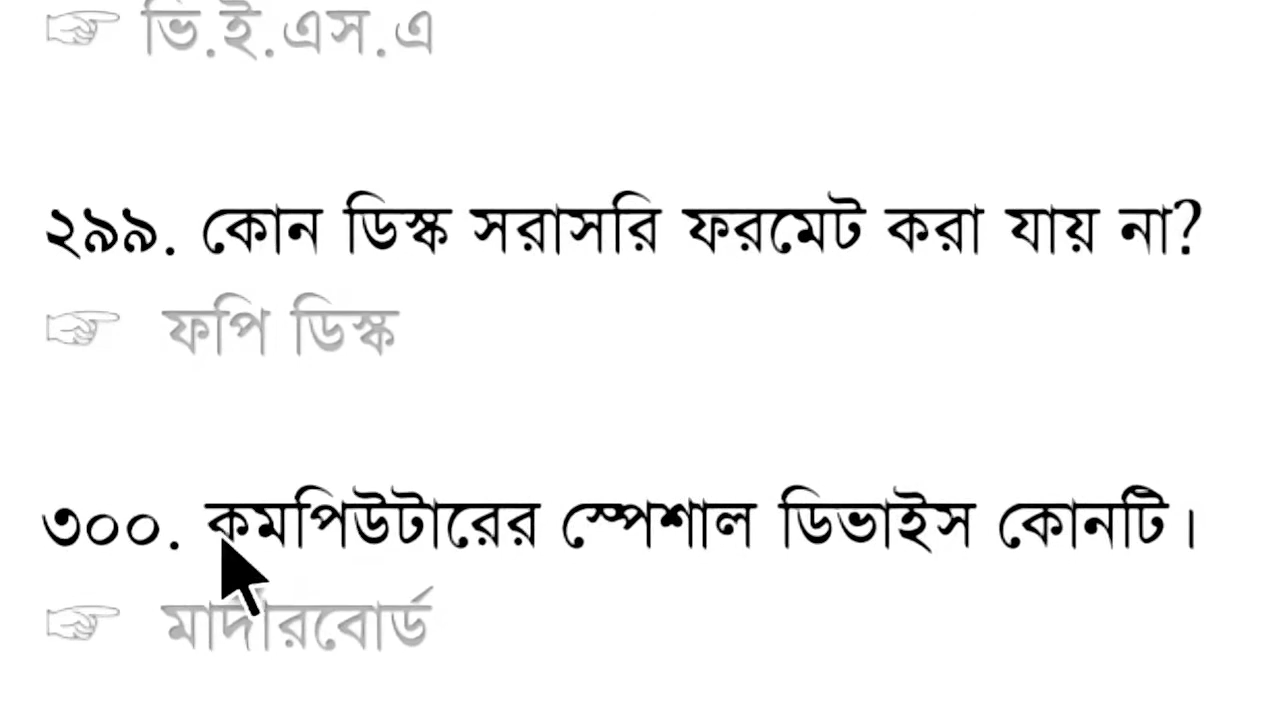 ☞ ভি.ই.এস.এ
২৯৯. কোন ডিস্ক সরাসরি ফরমেট করা যায় না?
☞ ফপি ডিস্ক
৩০০. কমপিউটারের স্পেশাল ডিভাইস কোনটি।
☞ মাদারবোর্ড